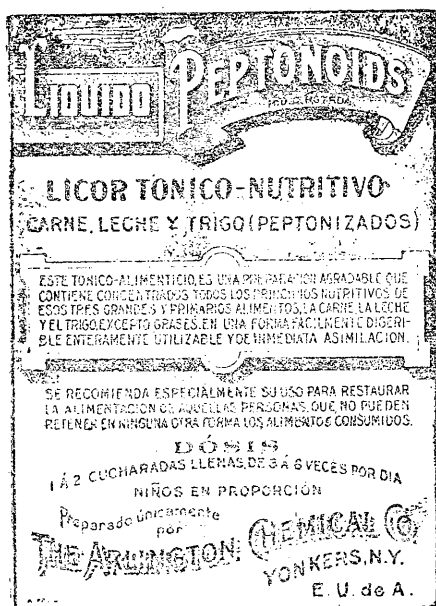 LIQUIDO PEPTONOIDS
LICOR TONICO-NUTRITIVO
CARNE, LECHE Y TRIGO (PEPTONIZADOS)
ESTE TONICO-ALIMENTICIO, ES UNA PREPARACION AGRADABLE QUE
CONTIENE CONCENTRADOS TODOS LOS PRINCIPIOS NUTRITIVOS DE
ESOS TRES GRANDES Y PRIMARIOS ALIMENTOS, LA CARNE, LA LECHE
Y EL TRIGO, EXCEPTO GRASES, EN UNA FORMA FACILMENTE DIGERI-
BLE ENTERAMENTE UTILIZABLE Y DE INMEDIATA ASIMILACION.
SE RECOMIENDA ESPECIALMENTE SU USO PARA RESTAURAR
LA ALIMENTACION DE AQUELLAS PERSONAS, QUE NO PUEDEN
RETENER EN NINGUNA OTRA FORMA LOS ALIMENTOS CONSUMIDOS.
DÓSIS
1 Á 2 CUCHARADAS LLENAS, DE 3 Á 6 VECES POR DIA
NIÑOS EN PROPORCIÓN
Preparado únicamente
por
THE ARLINGTON CHEMICAL CO
YONKERS, N.Y.
E. U. de A.